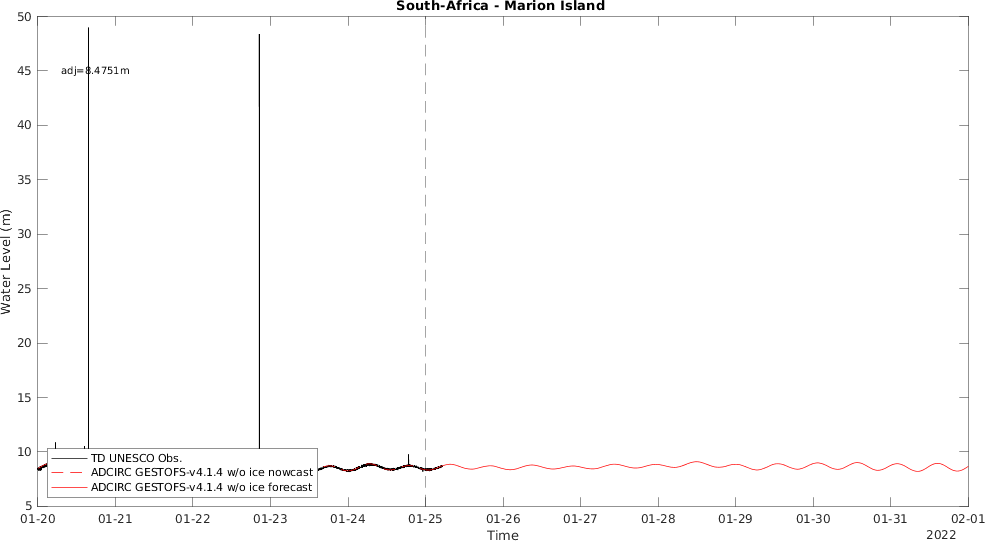 South-Africa - Marion Island
50
45
40
35
30
25
20
15
10
5
Water Level (m)
adj=8.4751m
TD UNESCO Obs.
ADCIRC GESTOFS-v4.1.4 w/o ice nowcast
ADCIRC GESTOFS-v4.1.4 w/o ice forecast
01-20 01-21 01-22 01-23 01-24 01-25 01-26 01-27 01-28 01-29 01-30 01-31 02-01
Time
2022